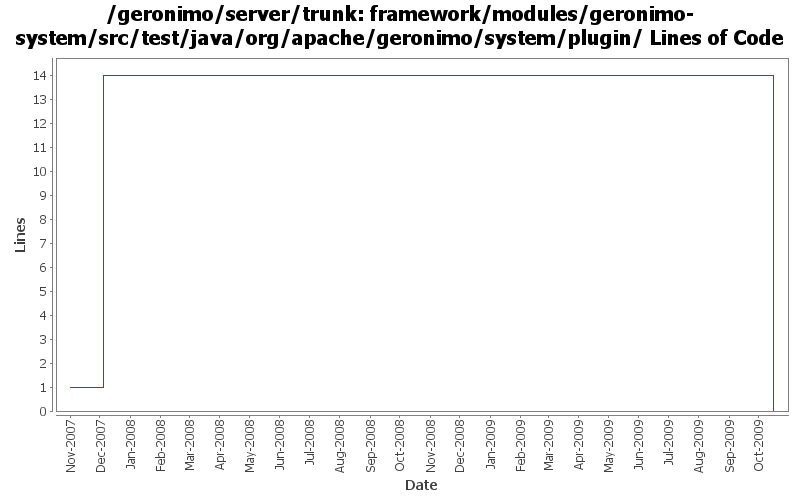 /geronimo/server/trunk: framework/modules/geronimo-
system/src/test/java/org/apache/geronimo/system/plugin/ Lines of Code
14
13
12
11
10
9
8
7
6
5
4
3
2
1
0
Lines
Nov-2007
Dec-2007
Jan-2008
Feb-2008
Mar-2008
Apr-2008
May-2008
Jun-2008
Jul-2008
Aug-2008
Sep-2008
Oct-2008
Nov-2008
Dec-2008
Jan-2009
Feb-2009
Mar-2009
Apr-2009
May-2009
Jun-2009
Jul-2009
Aug-2009
Sep-2009
Oct-2009
Date